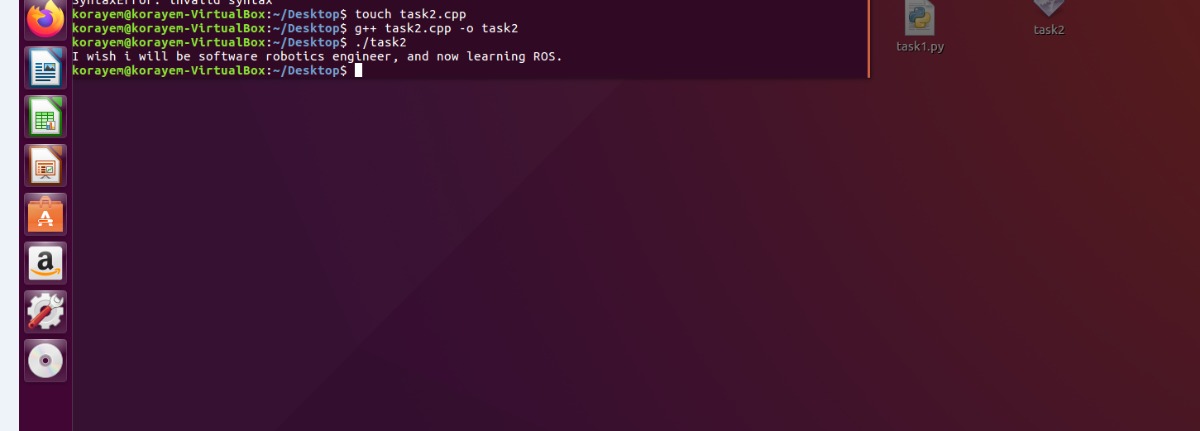 SyntaxError: invalid syntax
korayem@korayem-VirtualBox:~/Desktop$ touch task2.cpp
korayem@korayem-VirtualBox:~/Desktop$ g++ task2.cpp -o task2
korayem@korayem-VirtualBox:~/Desktop$ ./task2
I wish i will be software robotics engineer, and now learning ROS.
korayem@korayem-VirtualBox:~/Desktop$
task1.py
task2